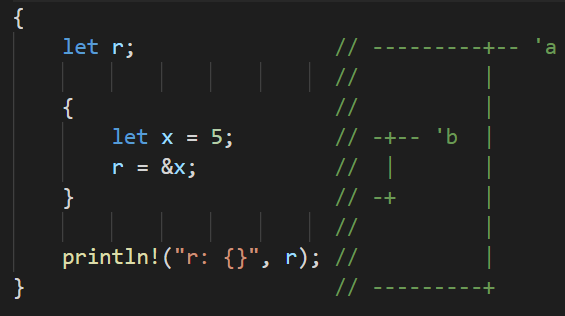 {
    let r;                // ---------+-- 'a
                          //          |
    {                     //          |
        let x = 5;        // -+-- 'b  |
        r = &x;           //  |       |
    }                     // -+       |
                          //          |
    println!("r: {}", r); //          |
}                         // ---------+